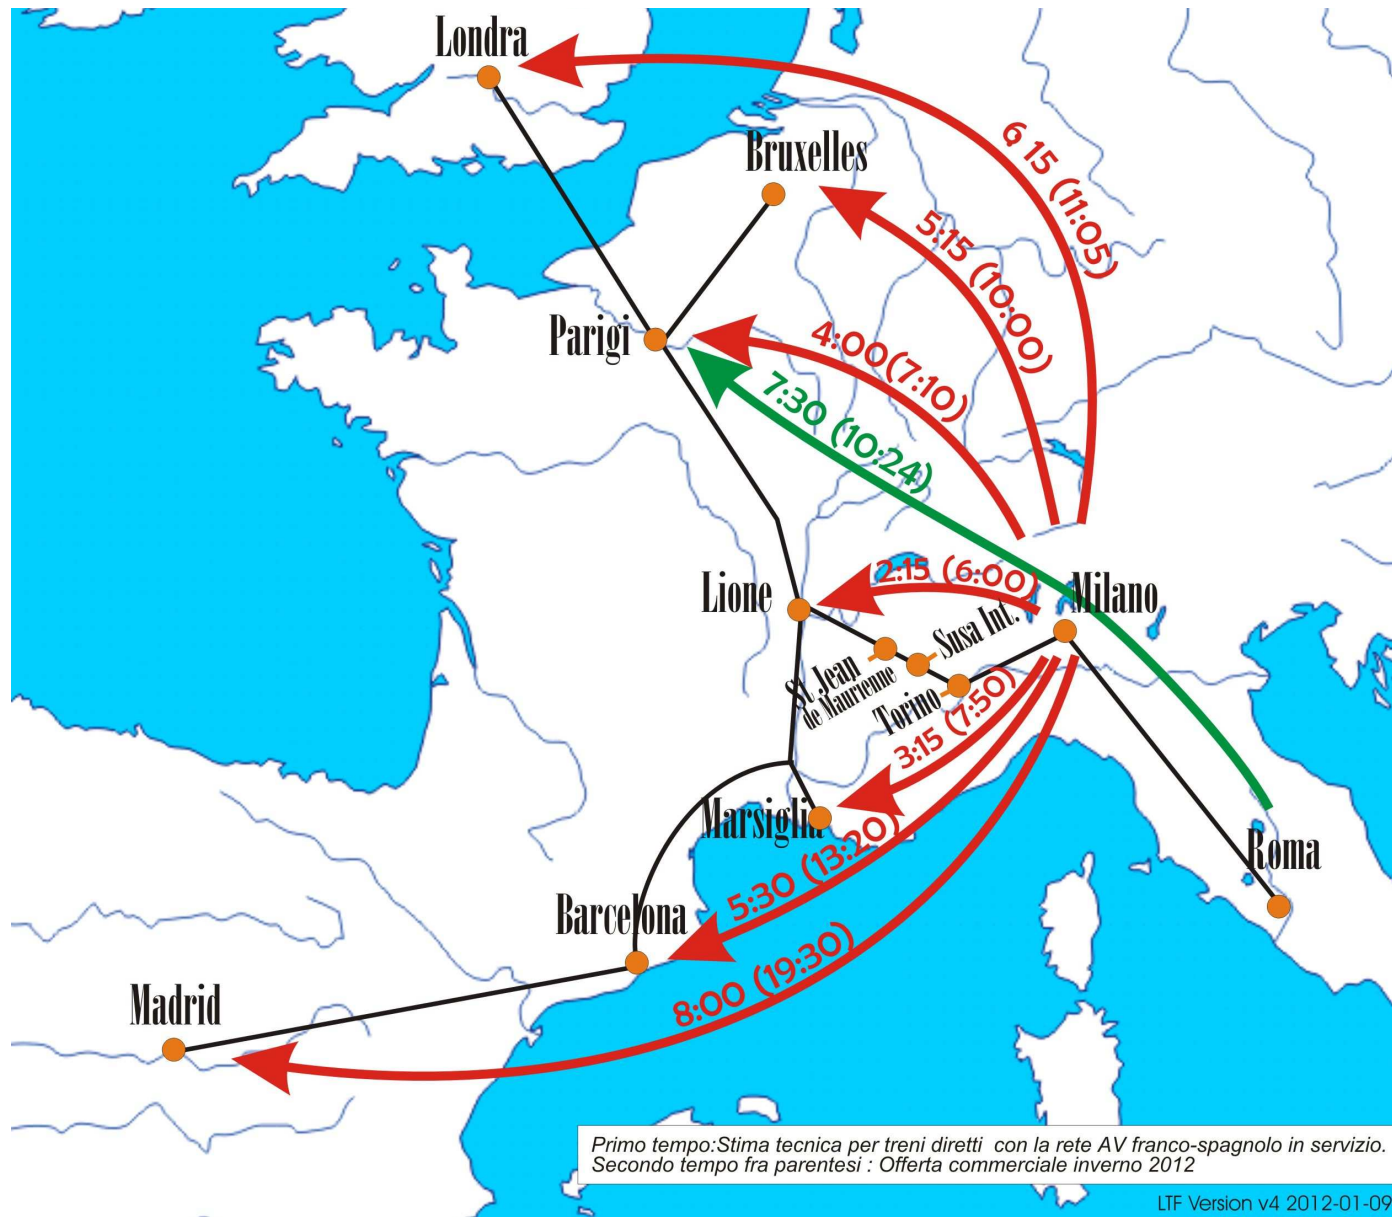 Londra
6,15 (11:05)
Bruxelles
5:15 (10:00)
Parigi
4:00(7:10)
7:30 (10:24)
Lione
2:15 (6:00)
Milano
Susa Int.
St. Jean
de Maurienne
Torino
3:15 (7:50)
Marsiglia
5:30 (13:20)
Roma
Barcelona
8:00 (19:30)
Madrid
Primo tempo:Stima tecnica per treni diretti con la rete AV franco-spagnolo in servizio.
Secondo tempo fra parentesi : Offerta commerciale inverno 2012
LTF Version v4 2012-01-09